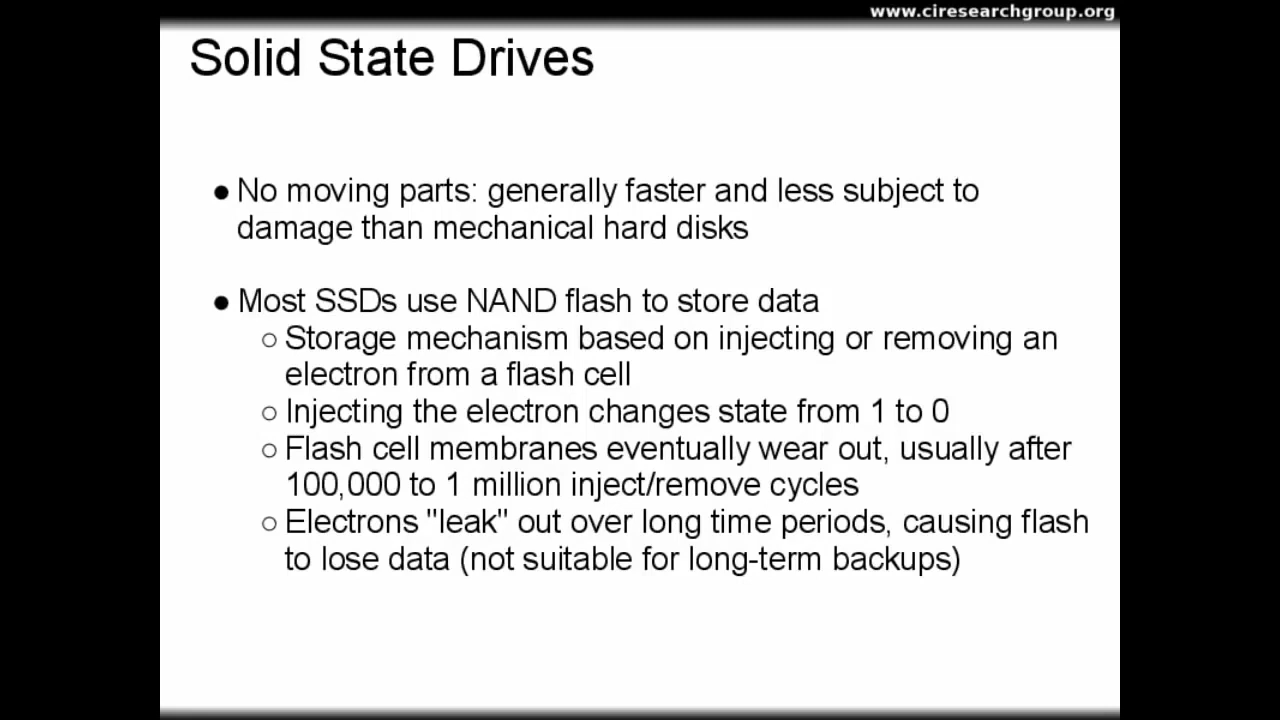 www.ciresearchgroup.org
Solid State Drives
● No moving parts: generally faster and less subject to
damage than mechanical hard disks
● Most SSDs use NAND flash to store data
○ Storage mechanism based on injecting or removing an
electron from a flash cell
○ Injecting the electron changes state from 1 to 0
○ Flash cell membranes eventually wear out, usually after
100,000 to 1 million inject/remove cycles
○ Electrons "leak" out over long time periods, causing flash
to lose data (not suitable for long-term backups)